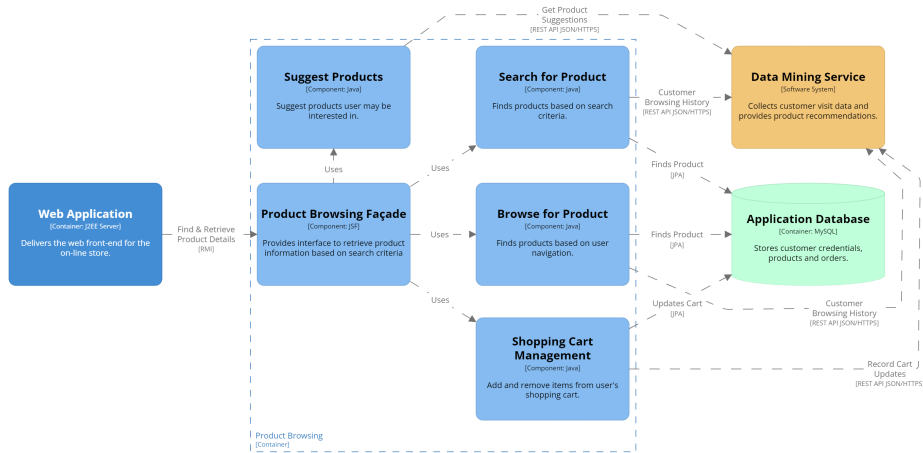 Get Product
Suggestions
[REST API JSON/HTTPS]
Suggest Products
[Component: Java]
Suggest products user may be
interested in.
Search for Product
[Component: Java]
Finds products based on search
criteria.
Customer
Browsing History
[REST API JSON/HTTPS]
Data Mining Service
[Software System]
Collects customer visit data and
provides product recommendations.
Uses
Uses
Finds Product
[JPA]
Web Application
[Container: J2EE Server]
Delivers the web front-end for the
on-line store.
Find & Retrieve
Product Details
[RMI]
Product Browsing Façade
[Component: JSF]
Provides interface to retrieve product
information based on search criteria
Uses
Browse for Product
[Component: Java]
Finds products based on user
navigation.
Finds Product
[JPA]
Application Database
[Container: MySQL]
Stores customer credentials,
products and orders.
Uses
Updates Cart
[JPA]
Customer
Browsing History
[REST API JSON/HTTPS]
Shopping Cart
Management
[Component: Java]
Add and remove items from user's
shopping cart.
Record Cart
Updates
[REST API JSON/HTTPS]
Product Browsing
[Container]